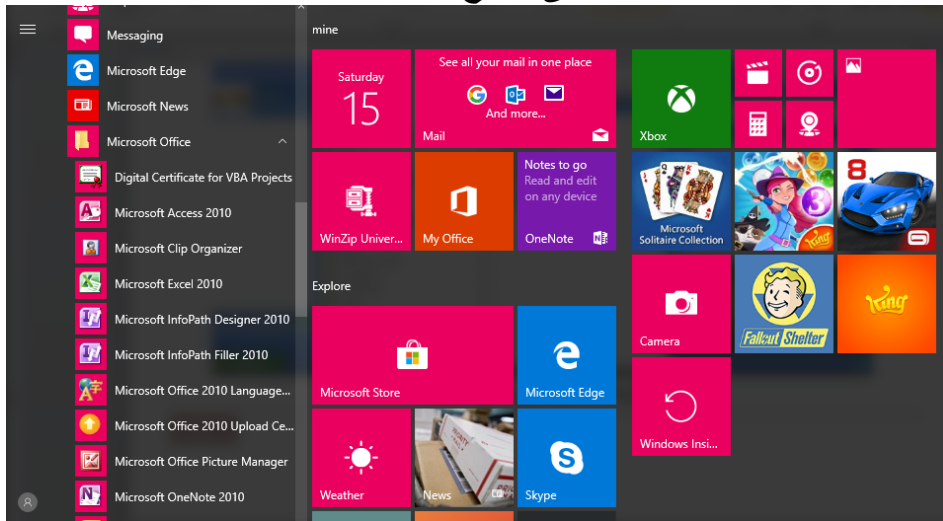 Messaging
Microsoft Edge
Microsoft News
Microsoft Office
Digital Certificate for VBA Projects
Microsoft Access 2010
Microsoft Clip Organizer
Microsoft Excel 2010
Microsoft InfoPath Designer 2010
Microsoft InfoPath Filler 2010
Microsoft Office 2010 Language...
Microsoft Office 2010 Upload Ce...
Microsoft Office Picture Manager
Microsoft OneNote 2010
mine
Saturday
15
See all your mail in one place
And more...
Mail
WinZip Univer...
My Office
Notes to go
Read and edit
on any device
OneNote
Explore
Microsoft Store
Microsoft Edge
Weather
News
Skype
Xbox
Microsoft
Solitaire Collection
3
King
8
Camera
Fallout Shelter
King
Windows Insi...